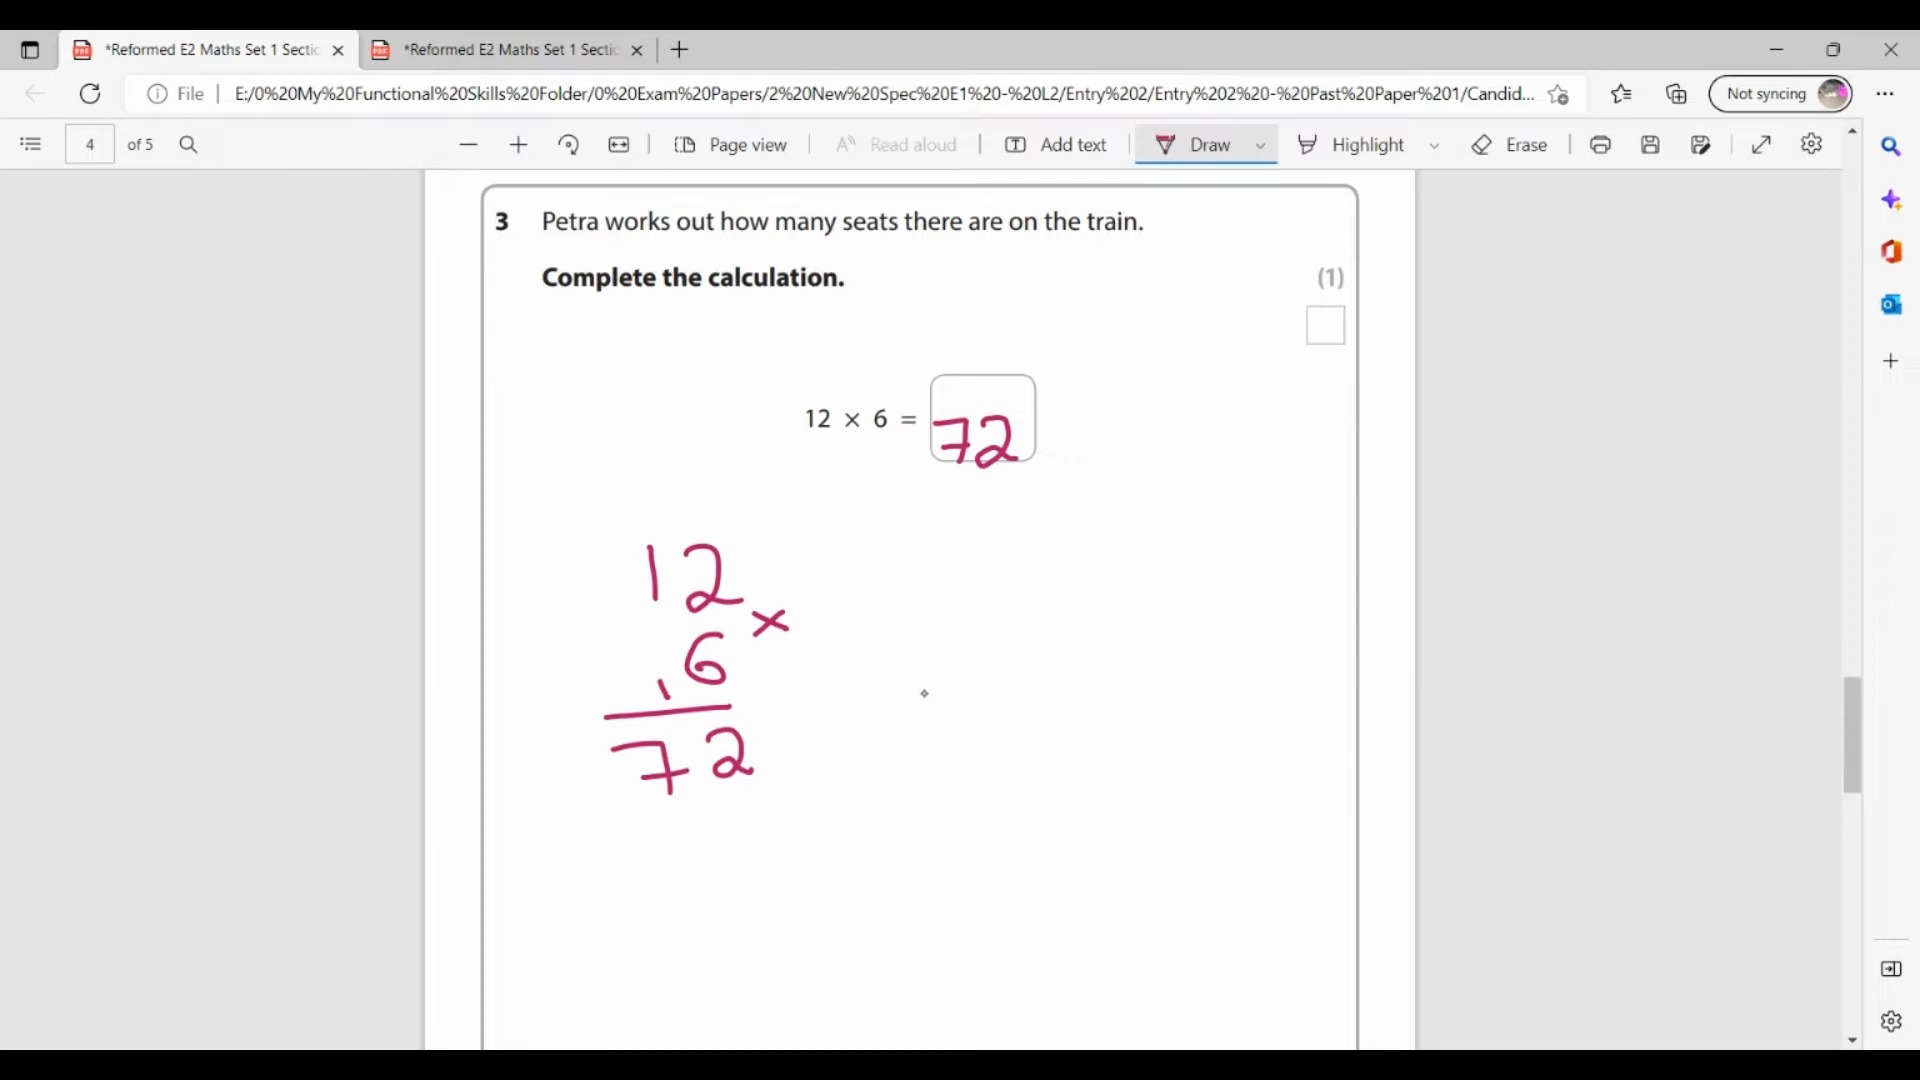 *Reformed E2 Maths Set 1 Sectic
*Reformed E2 Maths Set 1 Sectic
File
E:/0%20My%20Functional%20Skills%20Folder/0%20Exam%20Papers/2%20New%20Spec%20E1%20-%20L2/Entry%202/Entry%202%20-%20Past%20Paper%201/Candid...
Not syncing
4 of 5
Page view
Read aloud
Add text
Draw
Highlight
Erase
3 Petra works out how many seats there are on the train.
Complete the calculation. (1)
12 × 6 = 72
12
×
6
1
72